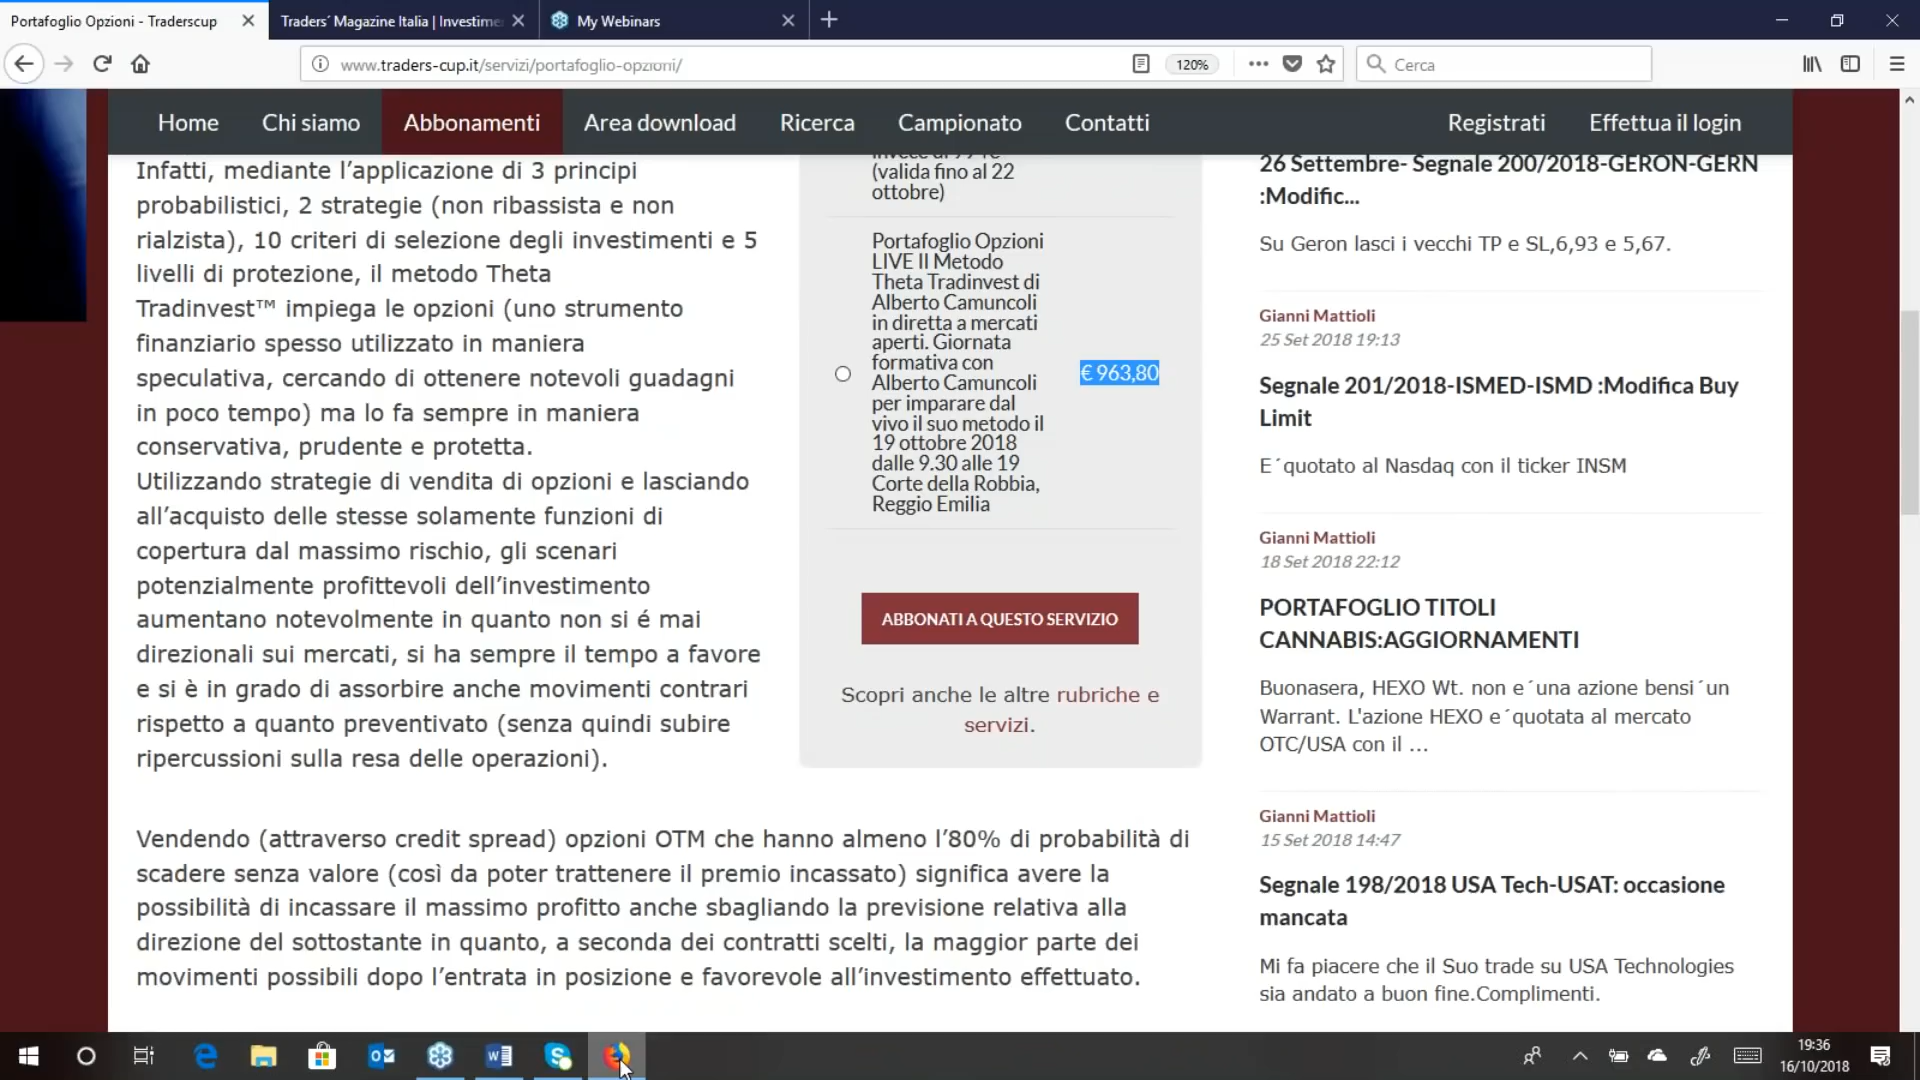 Portafoglio Opzioni - Traderscup
Traders´ Magazine Italia | Investime
My Webinars
www.traders-cup.it/servizi/portafoglio-opzioni/
120%
Cerca
Home
Chi siamo
Abbonamenti
Area download
Ricerca
Campionato
Contatti
Registrati
Effettua il login
Infatti, mediante l’applicazione di 3 principi
probabilistici, 2 strategie (non ribassista e non
rialzista), 10 criteri di selezione degli investimenti e 5
livelli di protezione, il metodo Theta
Tradinvest™ impiega le opzioni (uno strumento
finanziario spesso utilizzato in maniera
speculativa, cercando di ottenere notevoli guadagni
in poco tempo) ma lo fa sempre in maniera
conservativa, prudente e protetta.
Utilizzando strategie di vendita di opzioni e lasciando
all’acquisto delle stesse solamente funzioni di
copertura dal massimo rischio, gli scenari
potenzialmente profittevoli dell’investimento
aumentano notevolmente in quanto non si é mai
direzionali sui mercati, si ha sempre il tempo a favore
e si è in grado di assorbire anche movimenti contrari
rispetto a quanto preventivato (senza quindi subire
ripercussioni sulla resa delle operazioni).
Vendendo (attraverso credit spread) opzioni OTM che hanno almeno l’80% di probabilità di
scadere senza valore (così da poter trattenere il premio incassato) significa avere la
possibilità di incassare il massimo profitto anche sbagliando la previsione relativa alla
direzione del sottostante in quanto, a seconda dei contratti scelti, la maggior parte dei
movimenti possibili dopo l’entrata in posizione e favorevole all’investimento effettuato.
(valida fino al 22
ottobre)
Portafoglio Opzioni
LIVE Il Metodo
Theta Tradinvest di
Alberto Camuncoli
in diretta a mercati
aperti. Giornata
formativa con
Alberto Camuncoli
per imparare dal
vivo il suo metodo il
19 ottobre 2018
dalle 9.30 alle 19
Corte della Robbia,
Reggio Emilia
€ 963,80
ABBONATI A QUESTO SERVIZIO
Scopri anche le altre rubriche e
servizi.
26 Settembre- Segnale 200/2018-GERON-GERN
:Modific...
Su Geron lasci i vecchi TP e SL,6,93 e 5,67.
Gianni Mattioli
25 Set 2018 19:13
Segnale 201/2018-ISMED-ISMD :Modifica Buy
Limit
E´quotato al Nasdaq con il ticker INSM
Gianni Mattioli
18 Set 2018 22:12
PORTAFOGLIO TITOLI
CANNABIS:AGGIORNAMENTI
Buonasera, HEXO Wt. non e´una azione bensi´un
Warrant. L'azione HEXO e´quotata al mercato
OTC/USA con il ...
Gianni Mattioli
15 Set 2018 14:47
Segnale 198/2018 USA Tech-USAT: occasione
mancata
Mi fa piacere che il Suo trade su USA Technologies
sia andato a buon fine.Complimenti.
19:36
16/10/2018